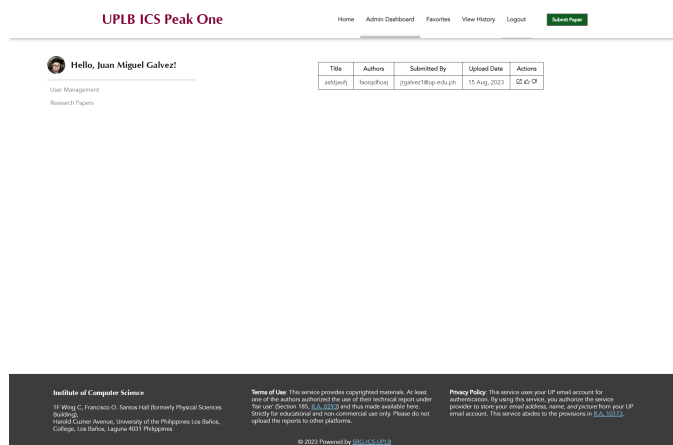 UPLB ICS Peak One
Home Admin Dashboard Favorites View History Logout Submit Paper
Hello, Juan Miguel Galvez!
User Management
Research Papers
Title Authors Submitted By Upload Date Actions
asfdjasifj faoisjdfioaj jtgalvez1@up.edu.ph 15 Aug, 2023
Institute of Computer Science
1F Wing C, Francisco O. Santos Hall (formerly Physical Sciences
Building),
Harold Cuzner Avenue, University of the Philippines Los Baños,
College, Los Baños, Laguna 4031 Philippines
Terms of Use: This service provides copyrighted materials. At least
one of the authors authorized the use of their technical report under
'fair use' (Section 185, R.A. 8293) and thus made available here.
Strictly for educational and non-commercial use only. Please do not
upload the reports to other platforms.
Privacy Policy: This service uses your UP email account for
authentication. By using this service, you authorize the service
provider to store your email address, name, and picture from your UP
email account. This service abides to the provisions in R.A. 10173.
© 2023 Powered by SRG-ICS-UPLB